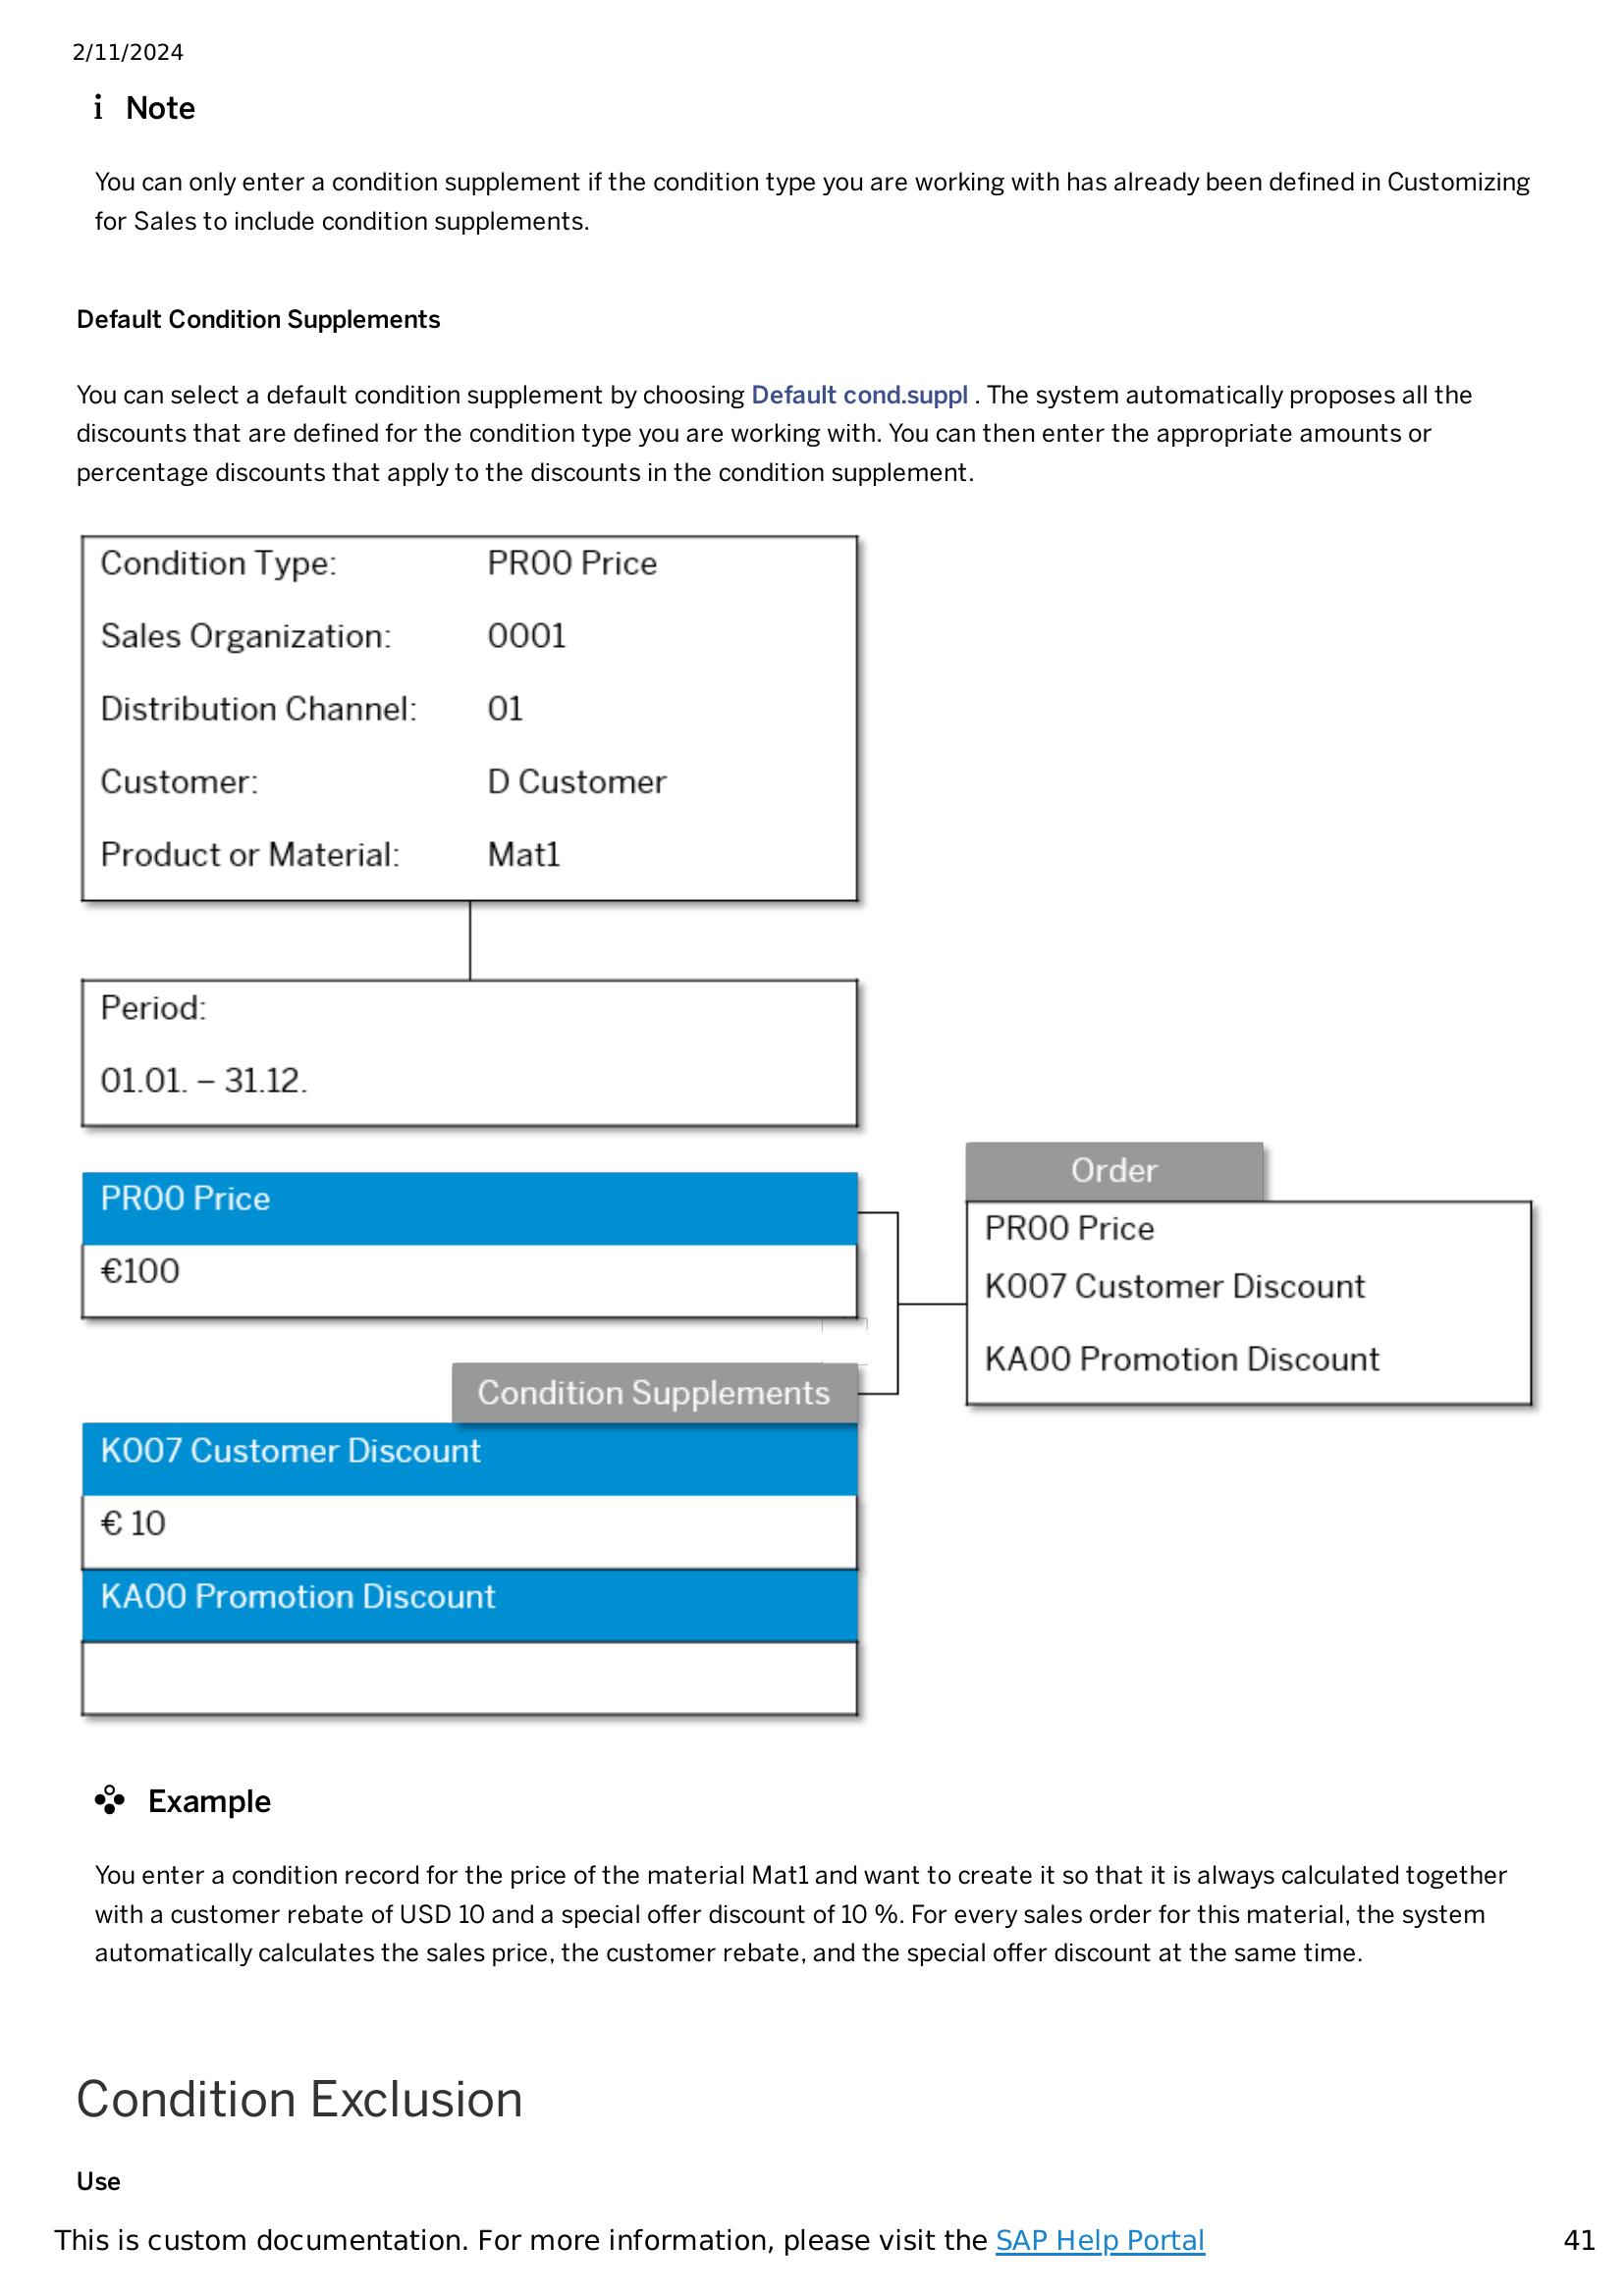 2/11/2024
i Note
You can only enter a condition supplement if the condition type you are working with has already been defined in Customizing
for Sales to include condition supplements.
Default Condition Supplements
You can select a default condition supplement by choosing Default cond.suppl . The system automatically proposes all the
discounts that are defined for the condition type you are working with. You can then enter the appropriate amounts or
percentage discounts that apply to the discounts in the condition supplement.
Condition Type: PR00 Price
Sales Organization: 0001
Distribution Channel: 01
Customer: D Customer
Product or Material: Mat1
Period:
01.01. – 31.12.
PR00 Price
€100
Condition Supplements
K007 Customer Discount
€ 10
KA00 Promotion Discount
Order
PR00 Price
K007 Customer Discount
KA00 Promotion Discount
Example
You enter a condition record for the price of the material Mat1 and want to create it so that it is always calculated together
with a customer rebate of USD 10 and a special offer discount of 10 %. For every sales order for this material, the system
automatically calculates the sales price, the customer rebate, and the special offer discount at the same time.
Condition Exclusion
Use
This is custom documentation. For more information, please visit the SAP Help Portal 41